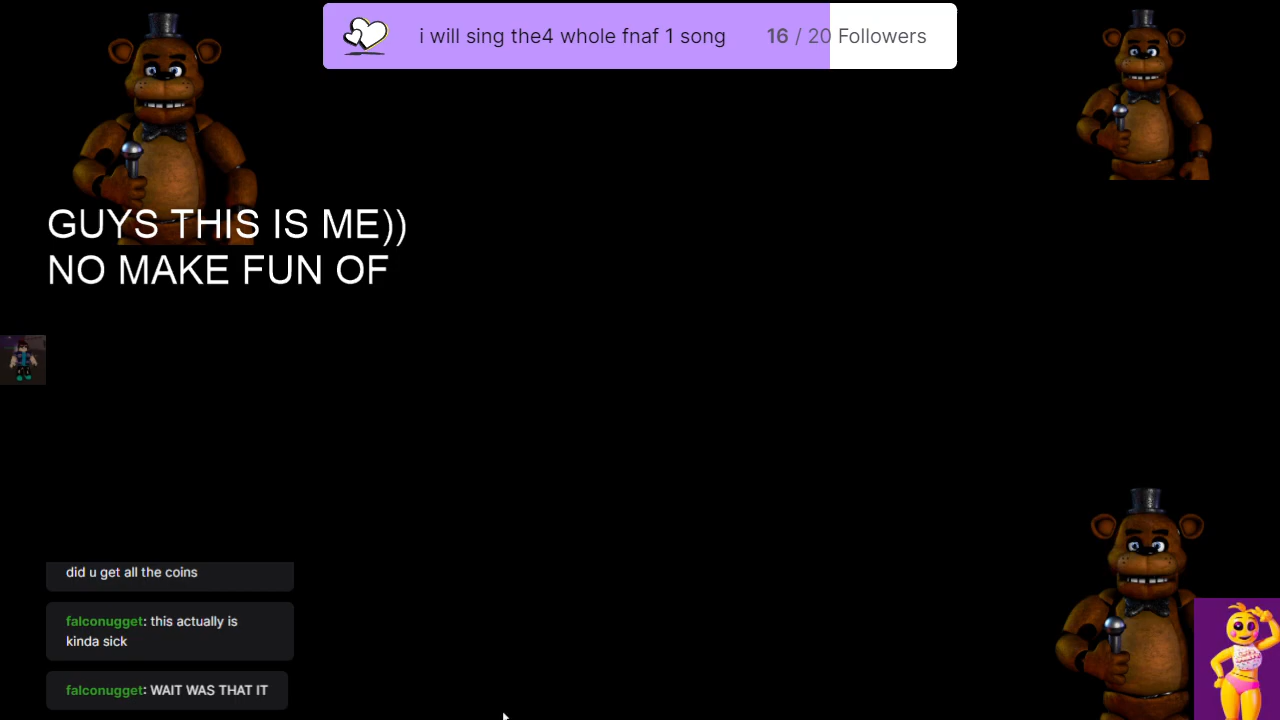 i will sing the4 whole fnaf 1 song 16 / 20 Followers
GUYS THIS IS ME))
NO MAKE FUN OF
did u get all the coins
falconugget: this actually is
kinda sick
falconugget: WAIT WAS THAT IT